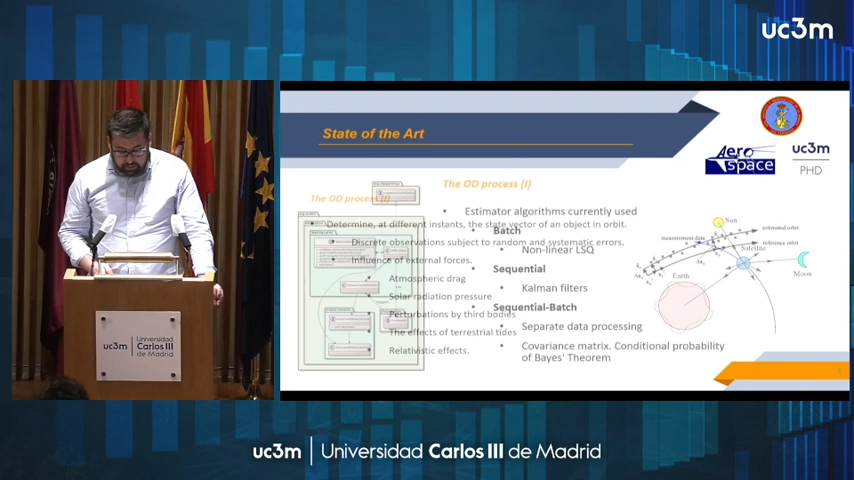 uc3m
State of the Art
Aero
space
uc3m
PHD
The OD process (I)
The OD process (I)
Estimator algorithms currently used
Determine, at different instants, the state vector of an object in orbit.
Batch
Discrete observations subject to random and systematic errors.
Non-linear LSQ
Influence of external forces.
Sequential
Atmospheric drag
Kalman filters
Solar radiation pressure
Sequential-Batch
Perturbations by third bodies
Separate data processing
The effects of terrestrial tides
Covariance matrix. Conditional probability
Relativistic effects.
of Bayes' Theorem
Sun
estimated orbit
measurement data
reference orbit
Satellite
Earth
Moon
uc3m
Universidad
Carlos III
de Madrid
uc3m | Universidad Carlos III de Madrid